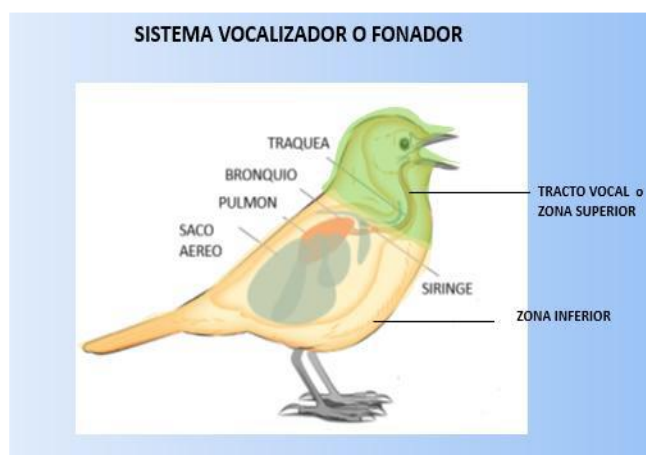 SISTEMA VOCALIZADOR O FONADOR
TRAQUEA
BRONQUIO
PULMON
SACO
AEREO
TRACTO VOCAL o
ZONA SUPERIOR
SIRINGE
ZONA INFERIOR